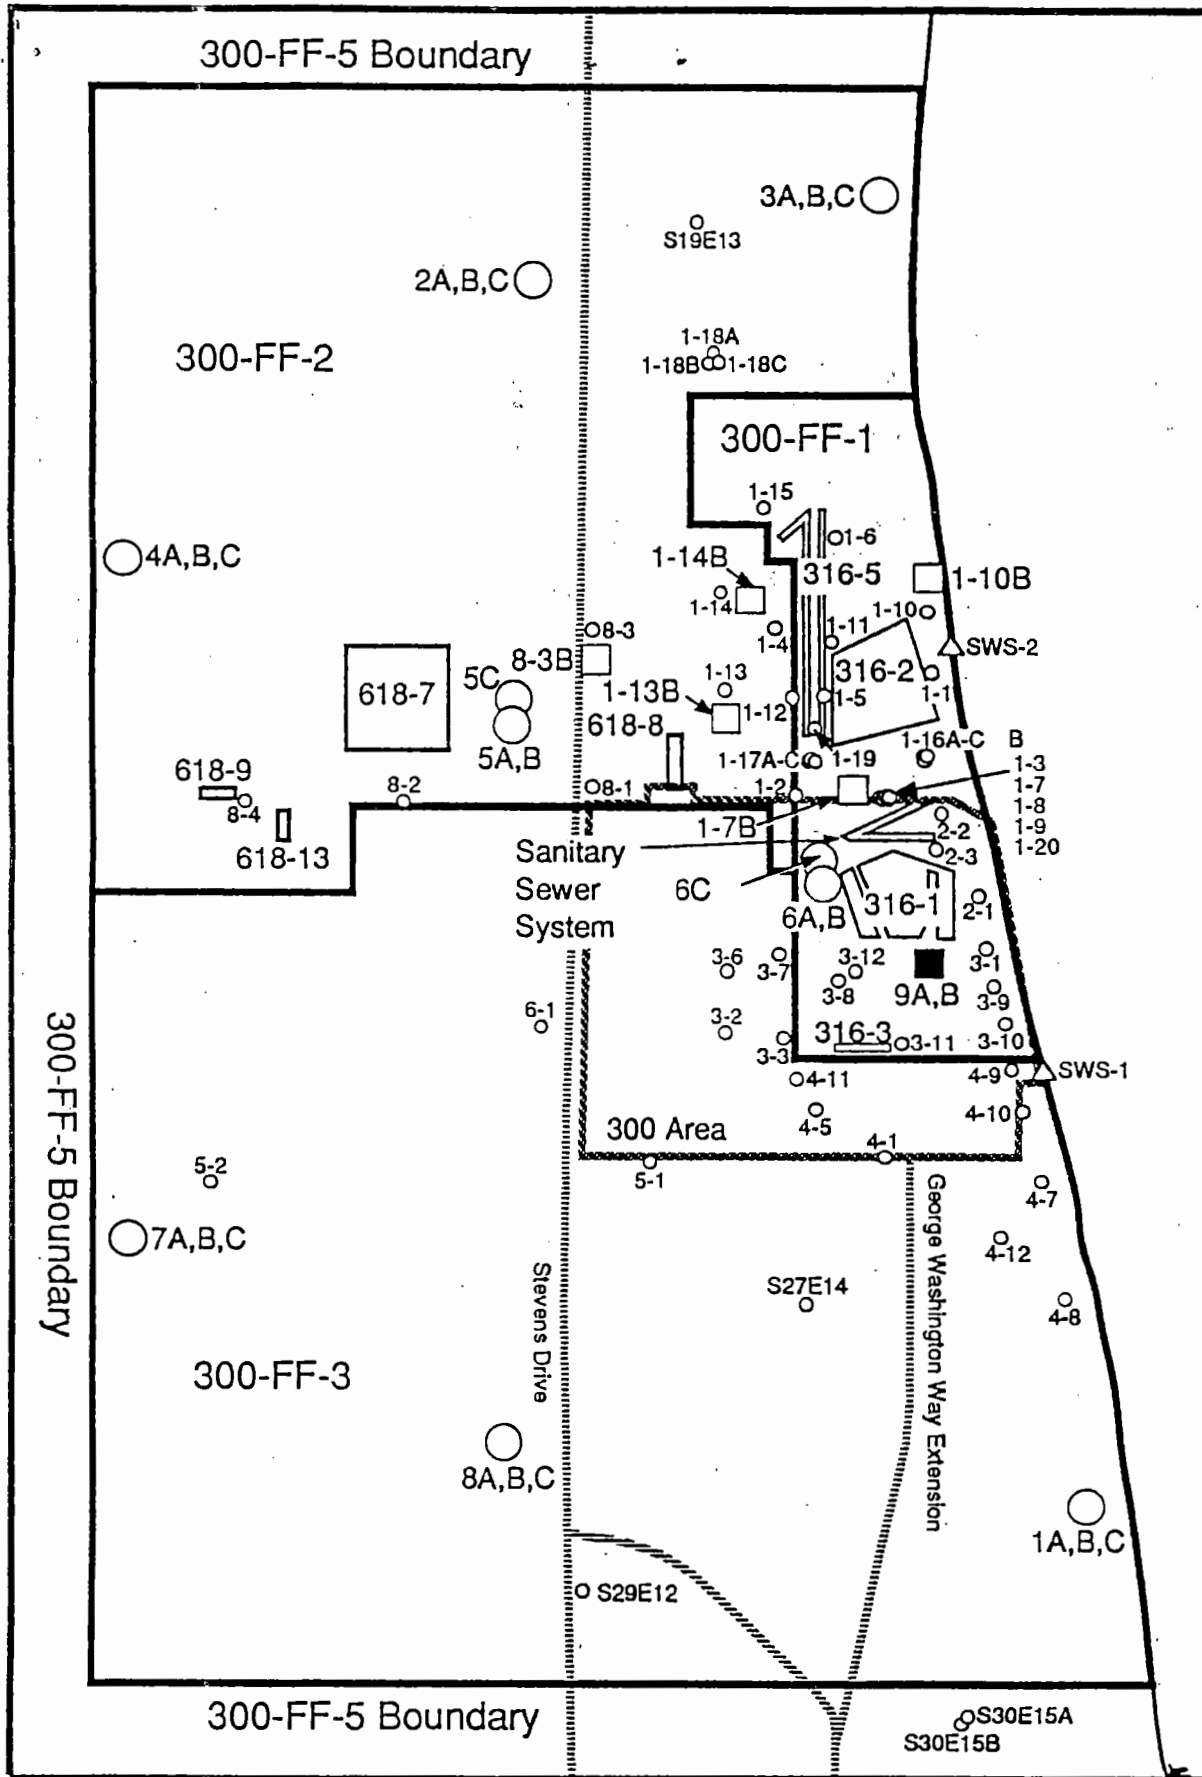 300-FF-5 Boundary
3A,B,C
S19E13
2A,B,C
1-18A
300-FF-2
1-18B
1-18C
300-FF-1
1-15
1-6
4A,B,C
1-14B
316-5
1-10B
1-14
1-10
8-3
1-4
1-11
SWS-2
8-3B
5C
1-13
316-2
618-7
1-13B
1-12
1-5
1-1
618-8
5A,B
1-16A-C
B
1-17A-C
1-19
1-3
618-9
8-2
8-1
1-2
1-7
8-4
1-8
1-7B
2-2
1-9
618-13
Sanitary
Sewer
System
2-3
1-20
6C
316-1
2-1
6A,B
3-6
3-7
3-12
3-1
3-8
9A,B
3-9
6-1
3-2
3-3
316-3
3-11
3-10
300-FF-5 Boundary
4-11
4-9
SWS-1
4-5
4-10
300 Area
4-1
5-2
5-1
4-7
7A,B,C
4-12
George Washington Way Extension
Stevens Drive
S27E14
4-8
300-FF-3
8A,B,C
1A,B,C
S29E12
300-FF-5 Boundary
S30E15A
S30E15B